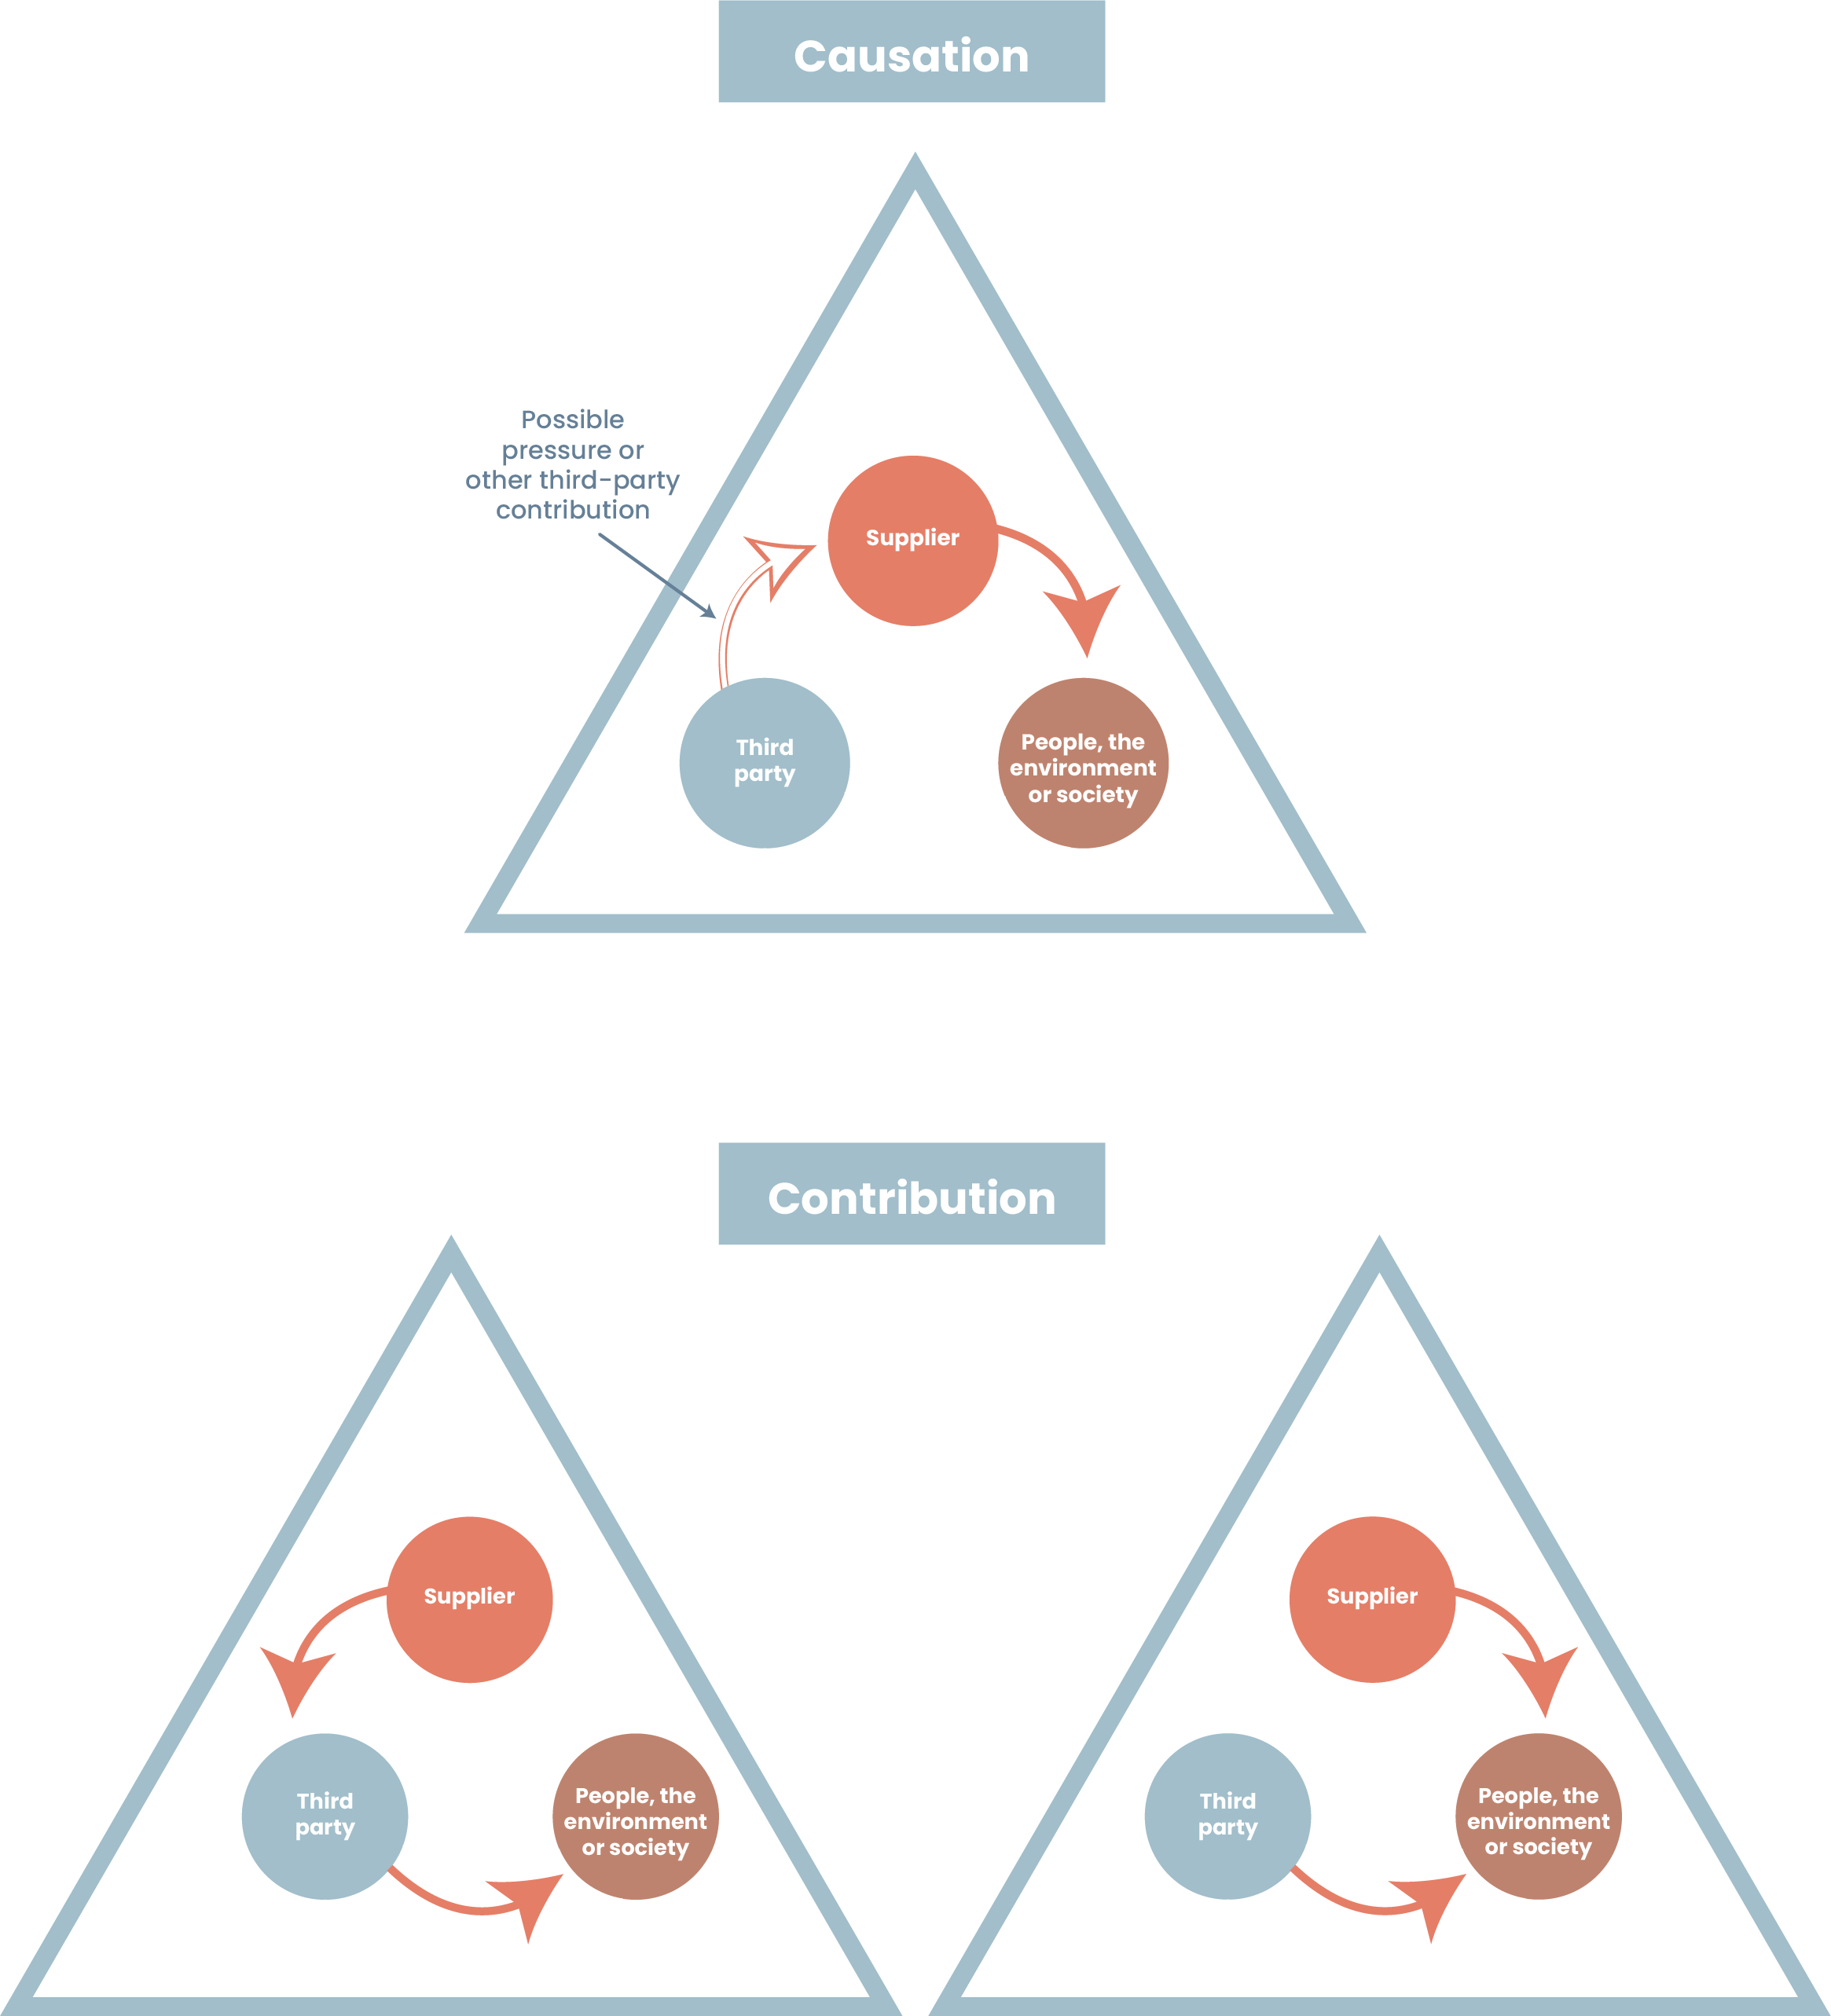 Causation
Possible
pressure or
other third-party
contribution
Supplier
Third
party
People, the
environment
or society
Contribution
Supplier
Third
party
People, the
environment
or society
Supplier
Third
party
People, the
environment
or society